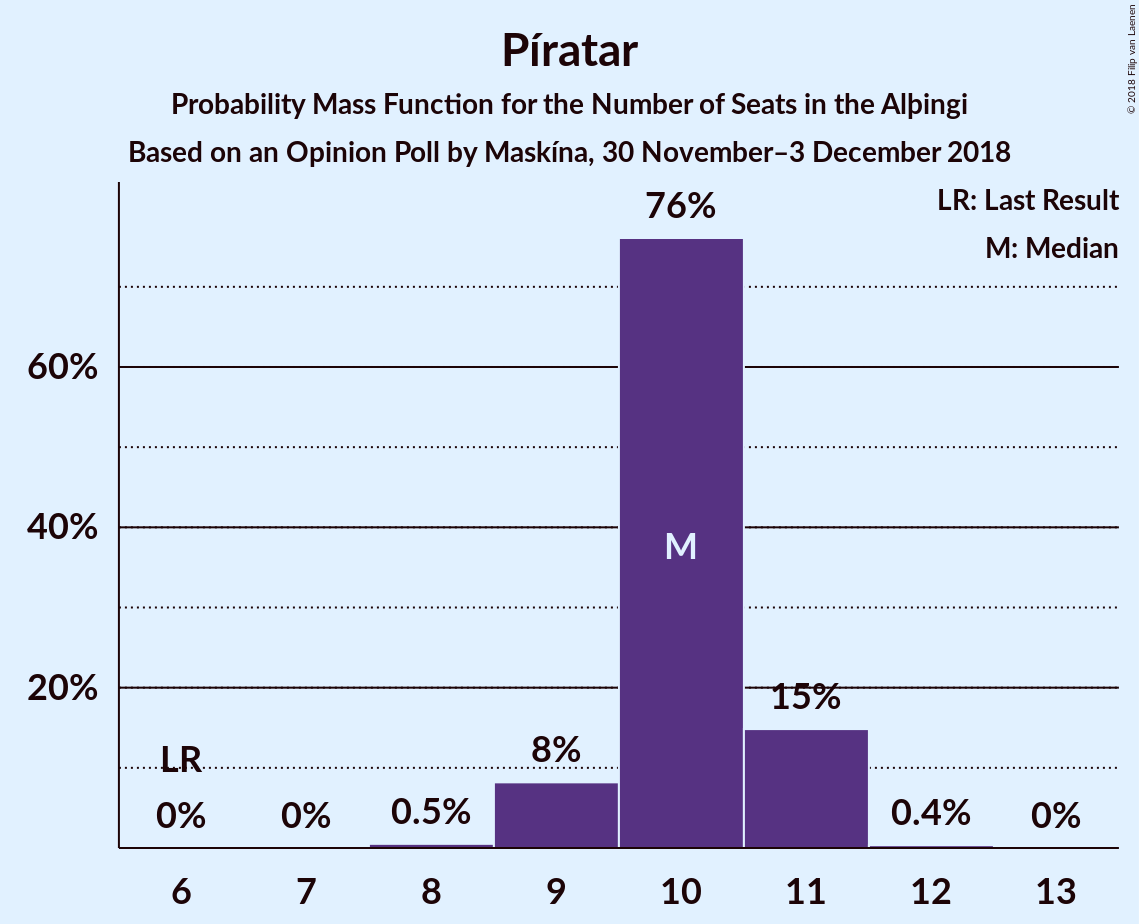 Píratar
Probability Mass Function for the Number of Seats in the Alþingi
Based on an Opinion Poll by Maskína, 30 November–3 December 2018
© 2018 Filip van Laenen
LR: Last Result
M: Median
76%
60%
40%
M
20%
15%
LR
8%
0%
0%
0.5%
0.4%
0%
6
7
8
9
10
11
12
13